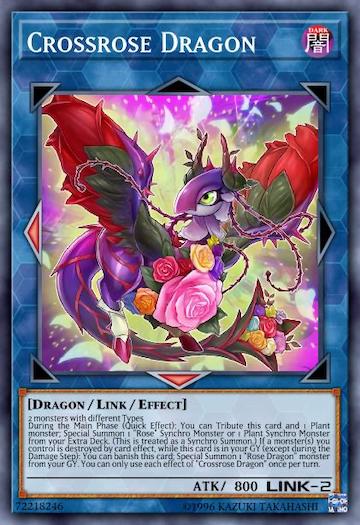 CROSSROSE DRAGON
DARK
闇
[DRAGON / LINK / EFFECT]
2 monsters with different Types
During the Main Phase (Quick Effect): You can Tribute this card and 1 Plant
monster; Special Summon 1 "Rose" Synchro Monster or 1 Plant Synchro Monster
from your Extra Deck. (This is treated as a Synchro Summon.) If a monster(s) you
control is destroyed by card effect, while this card is in your GY (except during the
Damage Step): You can banish this card; Special Summon 1 "Rose Dragon" monster
from your GY. You can only use each effect of "Crossrose Dragon" once per turn.
ATK/ 800 LINK-2
72218246 ©1996 KAZUKI TAKAHASHI